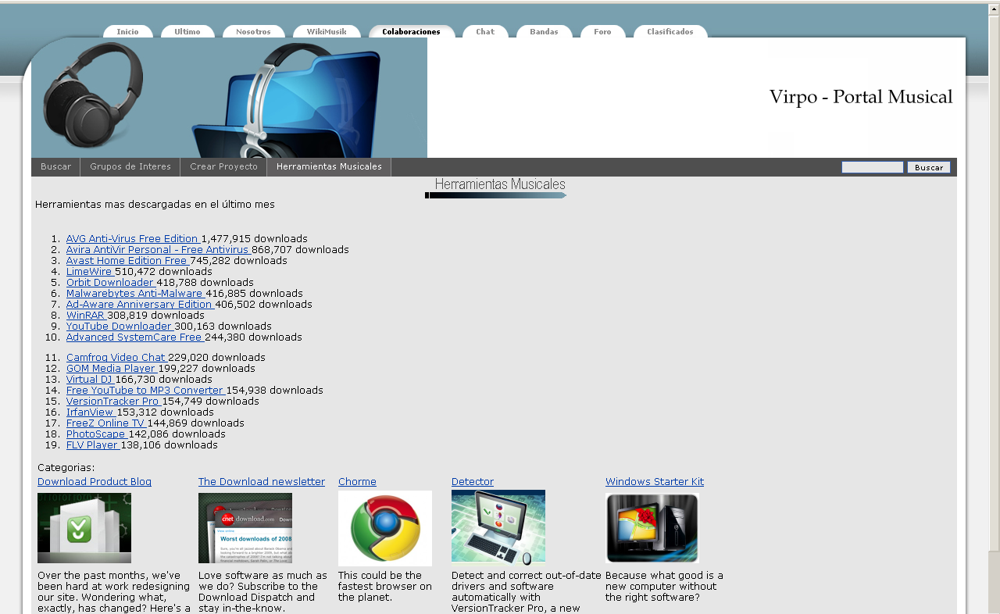 Inicio Ultimo Nosotros WikiMusik Colaboraciones Chat Bandas Foro Clasificados
Virpo - Portal Musical
Buscar Grupos de Interes Crear Proyecto Herramientas Musicales Buscar
Herramientas Musicales
Herramientas mas descargadas en el último mes
1. AVG Anti-Virus Free Edition 1,477,915 downloads
2. Avira AntiVir Personal - Free Antivirus 868,707 downloads
3. Avast Home Edition Free 745,282 downloads
4. LimeWire 510,472 downloads
5. Orbit Downloader 418,788 downloads
6. Malwarebytes Anti-Malware 416,885 downloads
7. Ad-Aware Anniversary Edition 406,502 downloads
8. WinRAR 308,819 downloads
9. YouTube Downloader 300,163 downloads
10. Advanced SystemCare Free 244,380 downloads
11. Camfrog Video Chat 229,020 downloads
12. GOM Media Player 199,227 downloads
13. Virtual DJ 166,730 downloads
14. Free YouTube to MP3 Converter 154,938 downloads
15. VersionTracker Pro 154,749 downloads
16. IrfanView 153,312 downloads
17. FreeZ Online TV 144,869 downloads
18. PhotoScape 142,086 downloads
19. FLV Player 138,106 downloads
Categorias:
Download Product Blog
Over the past months, we've
been hard at work redesigning
our site. Wondering what,
exactly, has changed? Here's a
The Download newsletter
cnet download.com Down
View online
Worst downloads of 2008
Love software as much as
we do? Subscribe to the
Download Dispatch and
stay in-the-know.
Chorme
This could be the
fastest browser on
the planet.
Detector
Detect and correct out-of-date
drivers and software
automatically with
VersionTracker Pro, a new
Windows Starter Kit
Because what good is a
new computer without
the right software?